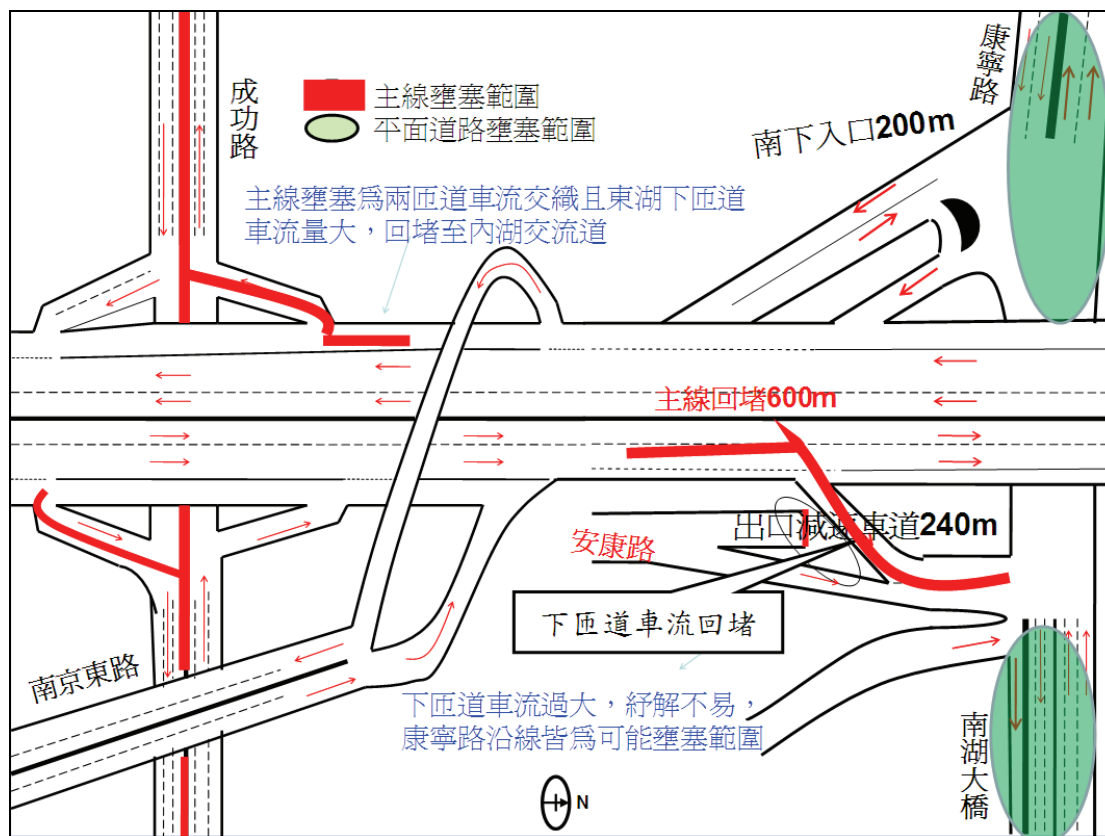 成功路
主線壅塞範圍
平面道路壅塞範圍
康寧路
南下入口200m
主線壅塞為兩匝道車流交織且東湖下匝道
車流量大，回堵至內湖交流道
主線回堵600m
出口減速車道240m
安康路
下匝道車流回堵
南京東路
下匝道車流過大，紓解不易，
康寧路沿線皆為可能壅塞範圍
南湖大橋
N